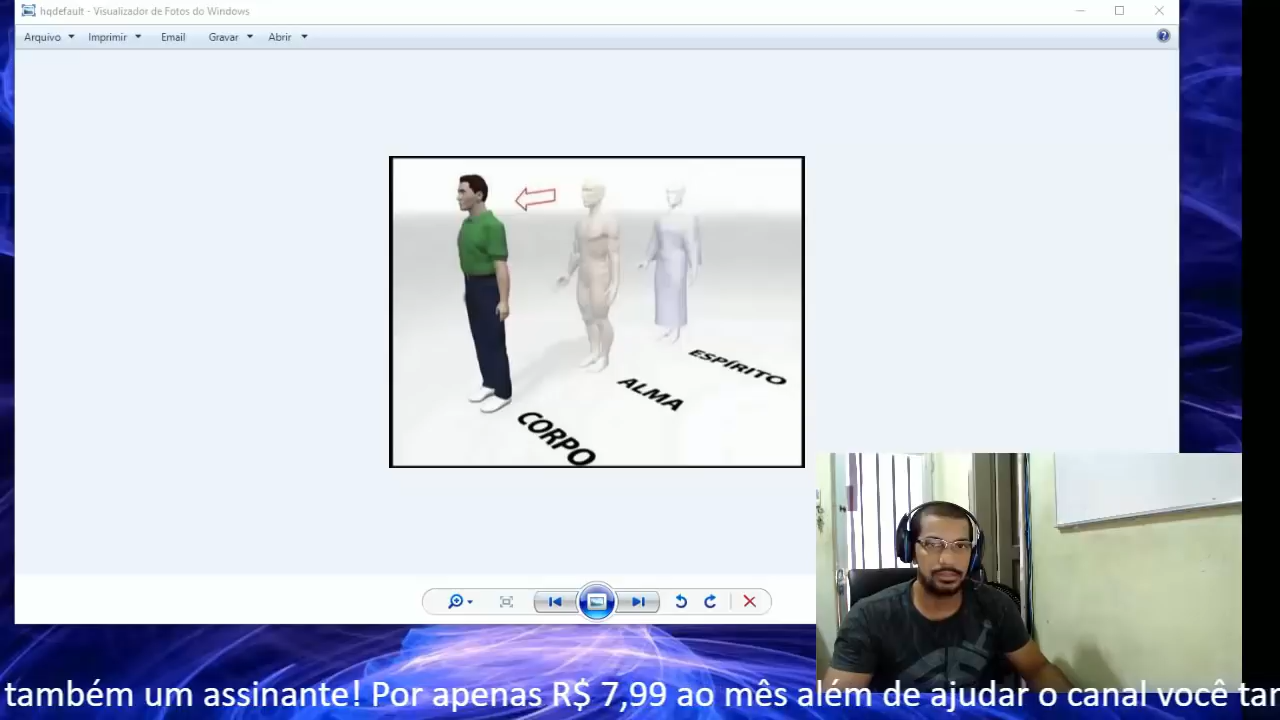 hqdefault - Visualizador de Fotos do Windows
Arquivo Imprimir Email Gravar Abrir
ESPÍRITO
ALMA
CORPO
também um assinante! Por apenas R$ 7,99 ao mês além de ajudar o canal você